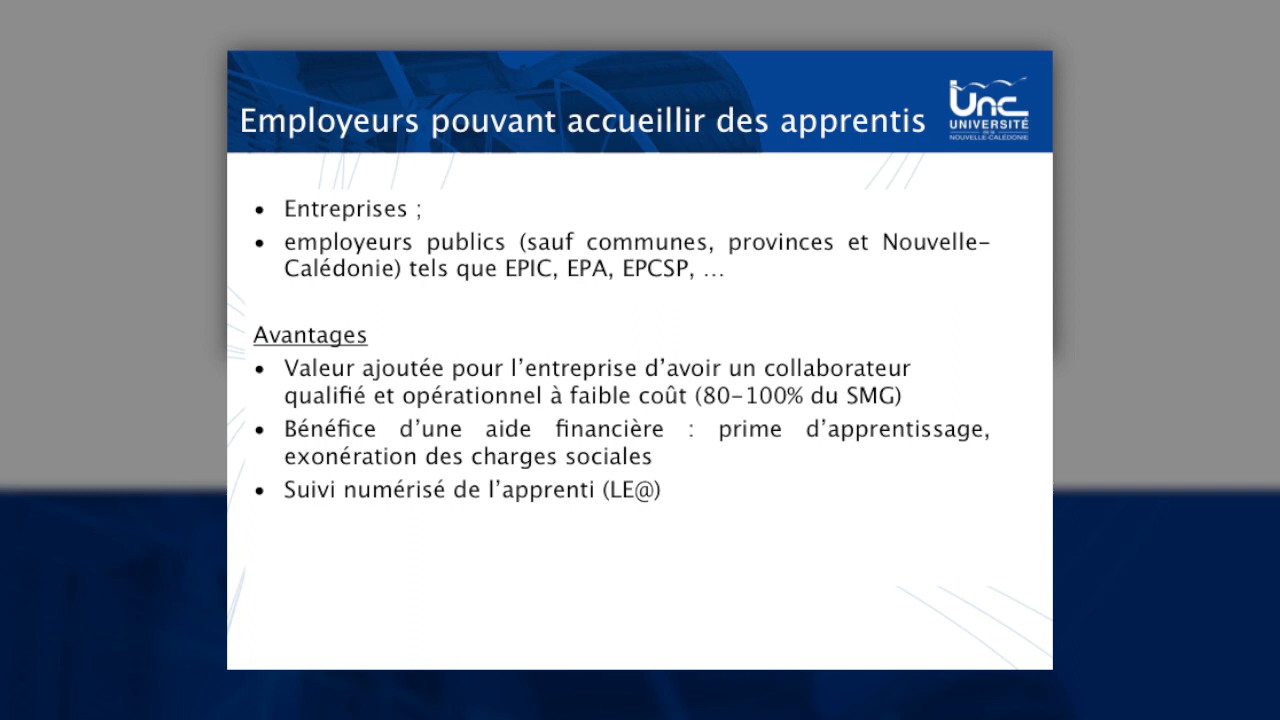 Employeurs pouvant accueillir des apprentis
Unc
UNIVERSITÉ
DE LA
NOUVELLE-CALÉDONIE
• Entreprises ;
• employeurs publics (sauf communes, provinces et Nouvelle-
Calédonie) tels que EPIC, EPA, EPCSP, …
Avantages
• Valeur ajoutée pour l’entreprise d’avoir un collaborateur
qualifié et opérationnel à faible coût (80-100% du SMG)
• Bénéfice d’une aide financière : prime d’apprentissage,
exonération des charges sociales
• Suivi numérisé de l’apprenti (LE@)